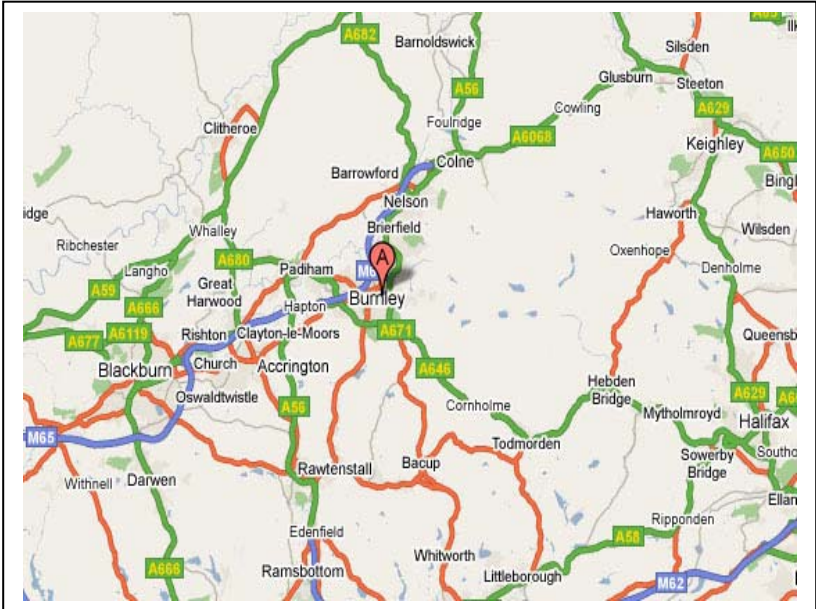 A682
Barnoldswick
Silsden
Glusburn
Steeton
A56
A629
Cowling
Foulridge
Clitheroe
A6068
Keighley
Colne
A650
Barrowford
Nelson
Haworth
Brierfield
Whalley
Wilsden
Ribchester
Oxenhope
A680
Padiham
A
Langho
Denholme
Great
Harwood
A59
Burnley
A666
Hapton
A677
A6119
Rishton
Clayton-le-Moors
A671
Church
Blackburn
Accrington
A646
Hebden
Bridge
A629
Oswaldtwistle
A56
Cornholme
Mytholmroyd
Halifax
M65
Todmorden
Sowerby
Bridge
Bacup
Rawtenstall
Withnell
Darwen
Ripponden
Edenfield
A58
Whitworth
A666
Ramsbottom
Littleborough
M62